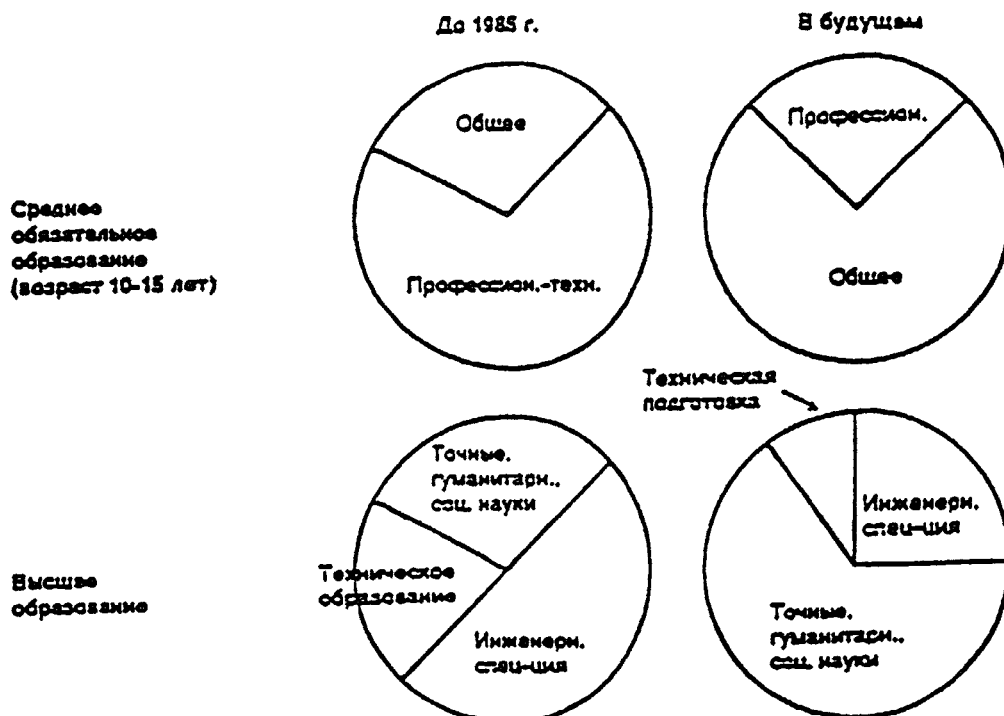 До 1985 г.
В будущем
Среднее
обязательное
образование
(возраст 10-15 лет)
Общее
Професcион.-техн.
Профессион.
Общее
Высшее
образование
Точные.
гуманитарн..
соц. науки
Техническое
образование
Инженерн.
спец-ция
Техническая
подготовка
Инженерн.
спец-ция
Точные.
гуманитарн..
соц. науки